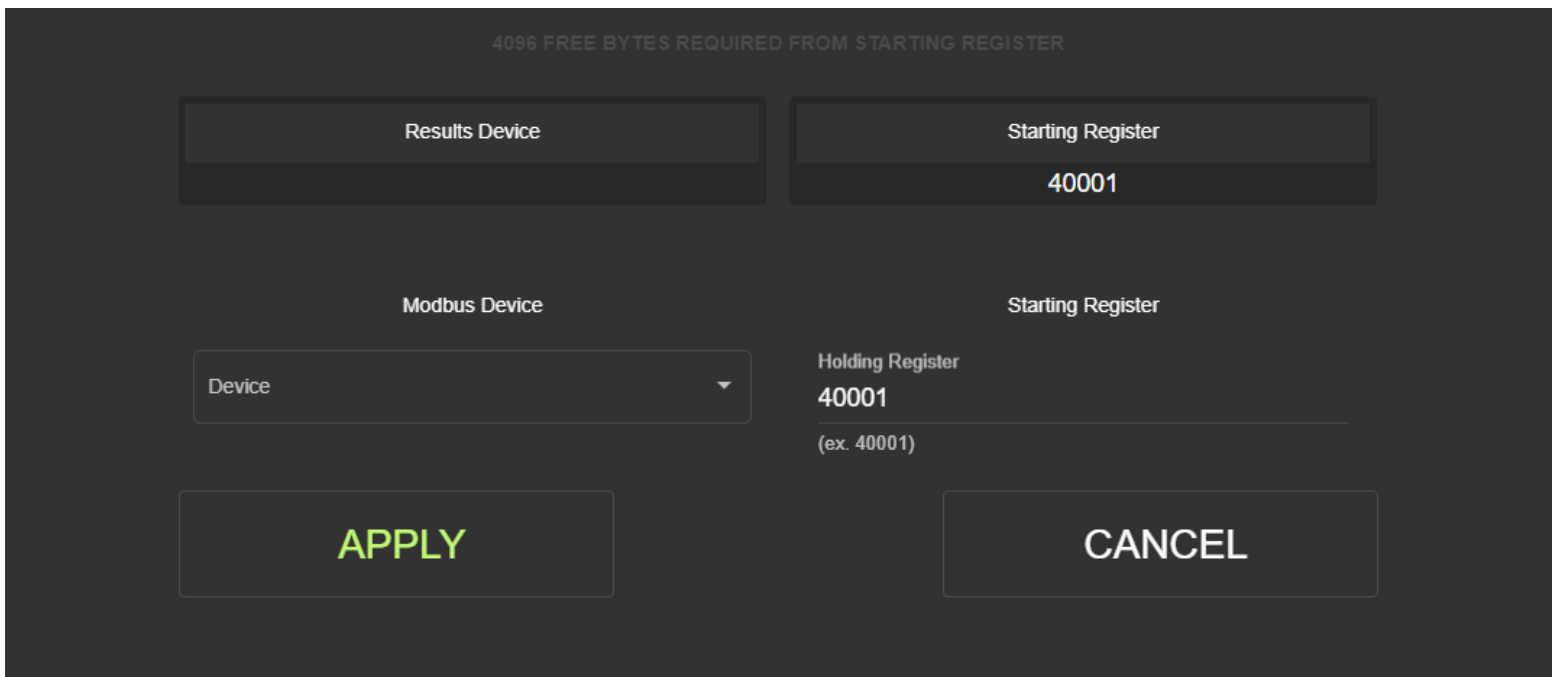 4096 FREE BYTES REQUIRED FROM STARTING REGISTER
Results Device
Starting Register
40001
Modbus Device
Starting Register
Device
Holding Register
40001
(ex. 40001)
APPLY
CANCEL